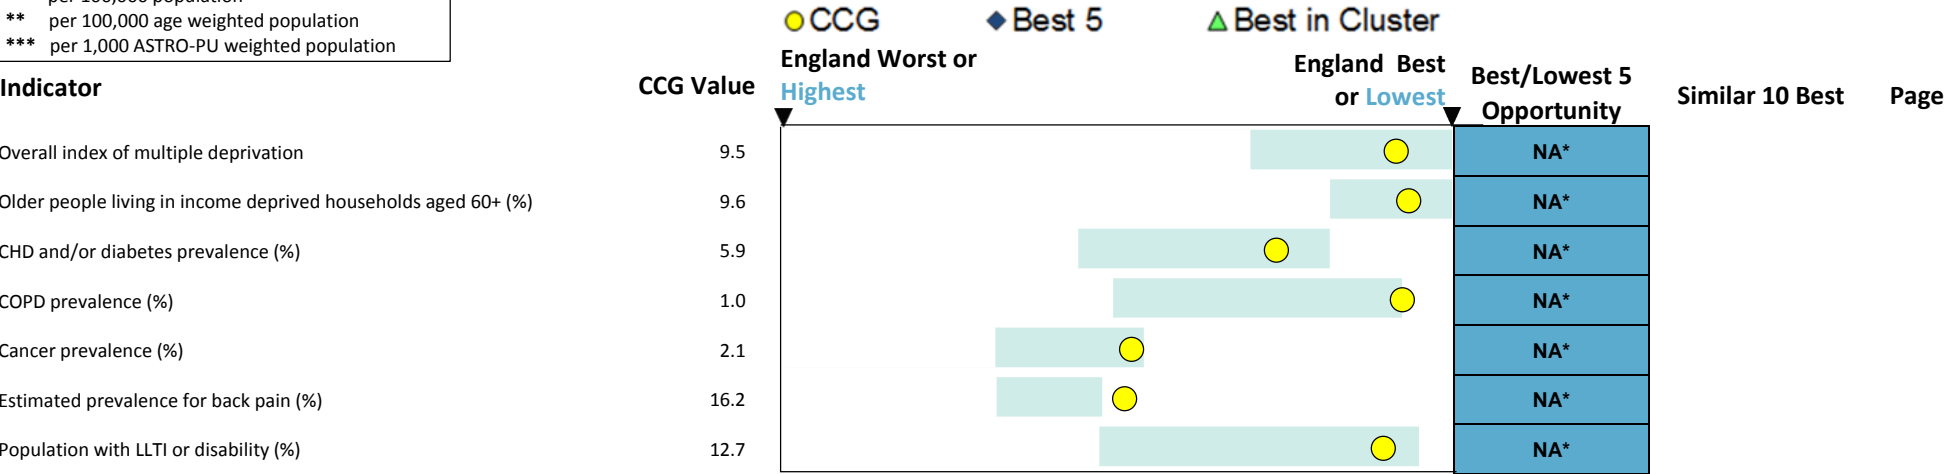 per 100,000 population
** per 100,000 age weighted population
*** per 1,000 ASTRO-PU weighted population
CCG Best 5 Best in Cluster
Indicator
CCG Value
England Worst or
Highest
England Best
or Lowest
Best/Lowest 5
Opportunity
Similar 10 Best
Page
Overall index of multiple deprivation 9.5 NA*
Older people living in income deprived households aged 60+ (%) 9.6 NA*
CHD and/or diabetes prevalence (%) 5.9 NA*
COPD prevalence (%) 1.0 NA*
Cancer prevalence (%) 2.1 NA*
Estimated prevalence for back pain (%) 16.2 NA*
Population with LLTI or disability (%) 12.7 NA*